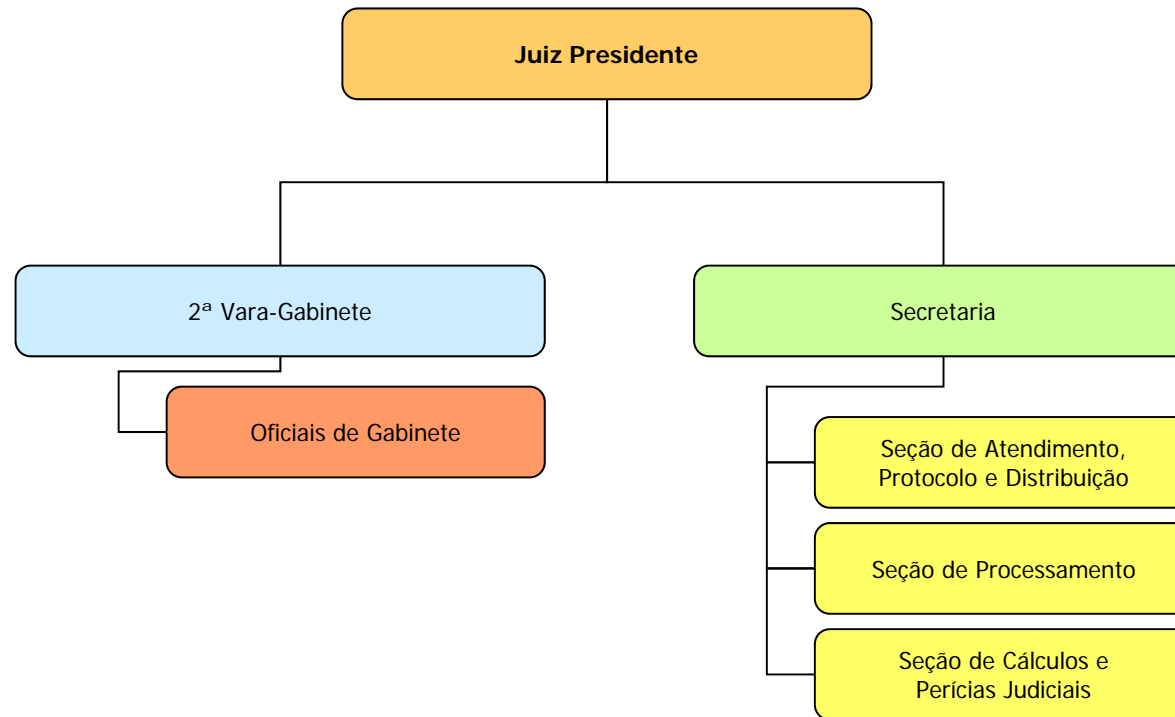 Juiz Presidente
2ª Vara-Gabinete
Secretaria
Oficiais de Gabinete
Seção de Atendimento,
Protocolo e Distribuição
Seção de Processamento
Seção de Cálculos e
Perícias Judiciais